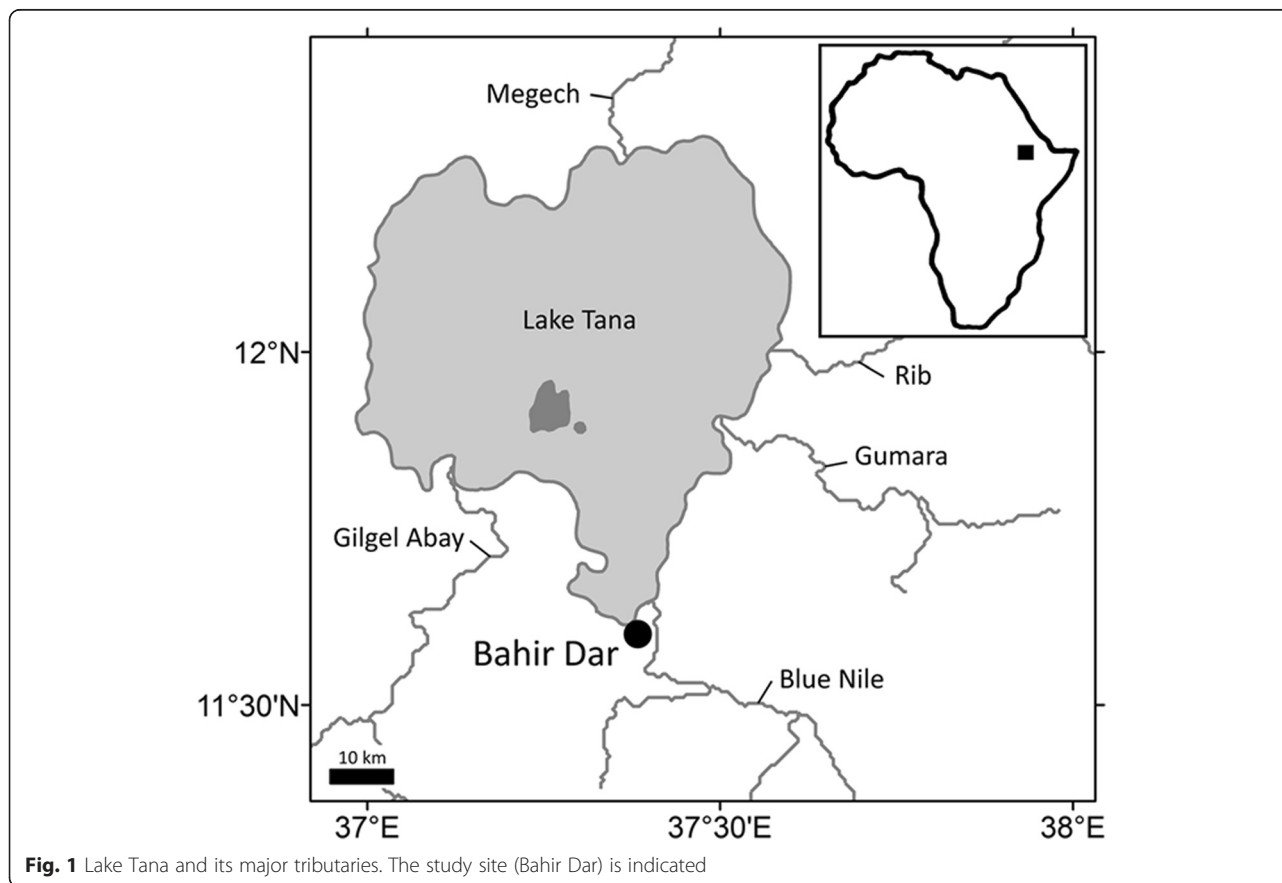 Megech
Lake Tana
12°N
Rib
Gumara
Gilgel Abay
Bahir Dar
Blue Nile
11°30'N
10 km
37°E
37°30'E
38°E
Fig. 1 Lake Tana and its major tributaries. The study site (Bahir Dar) is indicated